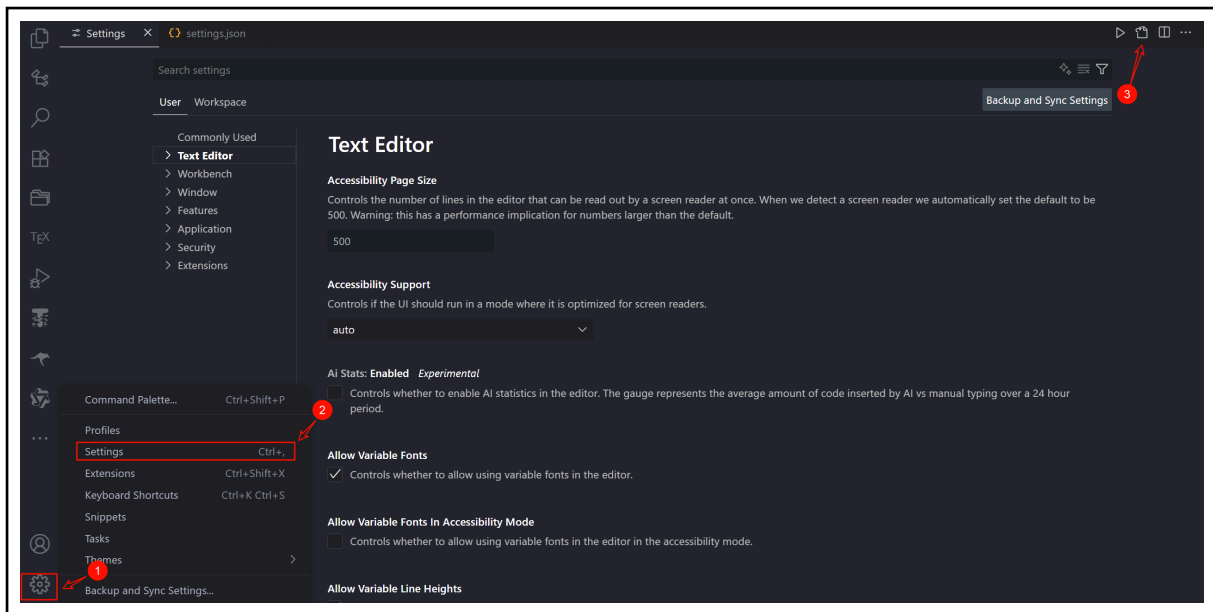 Settings
settings.json
Search settings
User Workspace
Backup and Sync Settings
3
Commonly Used
Text Editor
Workbench
Window
Features
Application
Security
Extensions
TEX
Text Editor
Accessibility Page Size
Controls the number of lines in the editor that can be read out by a screen reader at once. When we detect a screen reader we automatically set the default to be
500. Warning: this has a performance implication for numbers larger than the default.
500
Accessibility Support
Controls if the UI should run in a mode where it is optimized for screen readers.
auto
Ai Stats: Enabled Experimental
Controls whether to enable AI statistics in the editor. The gauge represents the average amount of code inserted by AI vs manual typing over a 24 hour
period.
Allow Variable Fonts
Controls whether to allow using variable fonts in the editor.
Allow Variable Fonts In Accessibility Mode
Controls whether to allow using variable fonts in the editor in the accessibility mode.
Allow Variable Line Heights
Command Palette... Ctrl+Shift+P
2
Profiles
Settings Ctrl+,
Extensions Ctrl+Shift+X
Keyboard Shortcuts Ctrl+K Ctrl+S
Snippets
Tasks
Themes
1
Backup and Sync Settings...